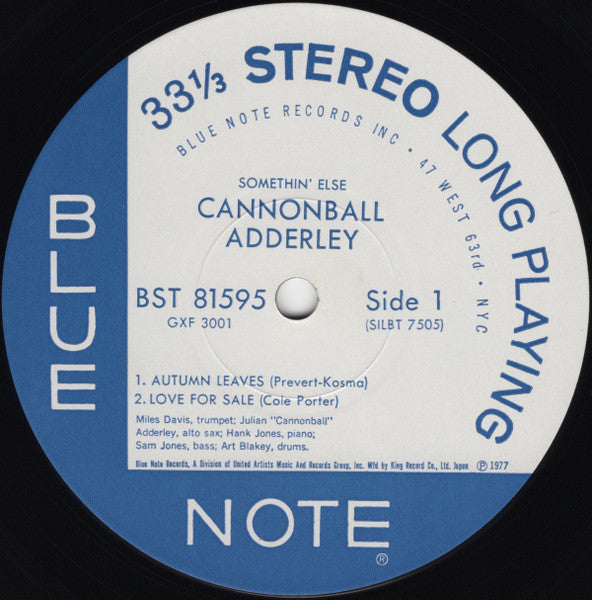 33⅓ STEREO LONG PLAYING
BLUE NOTE RECORDS INC • 47 WEST 63rd • NYC
SOMETHIN' ELSE
CANNONBALL
ADDERLEY
BST 81595 Side 1
GXF 3001 (SILBT 7505)
1. AUTUMN LEAVES (Prevert-Kosma)
2. LOVE FOR SALE (Cole Porter)
Miles Davis, trumpet; Julian "Cannonball"
Adderley, alto sax; Hank Jones, piano;
Sam Jones, bass; Art Blakey, drums.
Blue Note Records, A Division of United Artists Music And Records Group, Inc. Mfd by King Record Co., Ltd. Japan ℗ 1977
BLUE
NOTE®